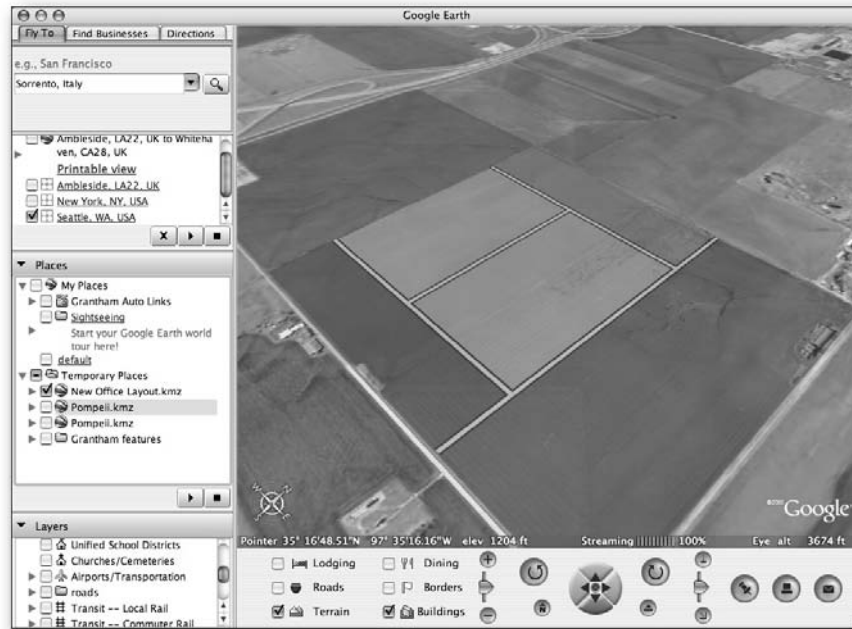 Google Earth
Fly To Find Businesses Directions
e.g., San Francisco
Sorrento, Italy
Ambleside, LA22, UK to Whiteha
ven, CA28, UK
Printable view
Ambleside, LA22, UK
New York, NY, USA
Seattle, WA, USA
Places
My Places
Grantham Auto Links
Sightseeing
Start your Google Earth world
tour here!
default
Temporary Places
New Office Layout.kmz
Pompeii.kmz
Pompeii.kmz
Grantham features
Layers
Unified School Districts
Churches/Cemeteries
Airports/Transportation
roads
Transit -- Local Rail
Transit -- Commuter Rail
N
Google
Pointer 35° 16'48.51"N 97° 35'16.16"W elev 1204 ft Streaming |||||||||| 100% Eye alt 3674 ft
Lodging Dining
Roads Borders
Terrain Buildings